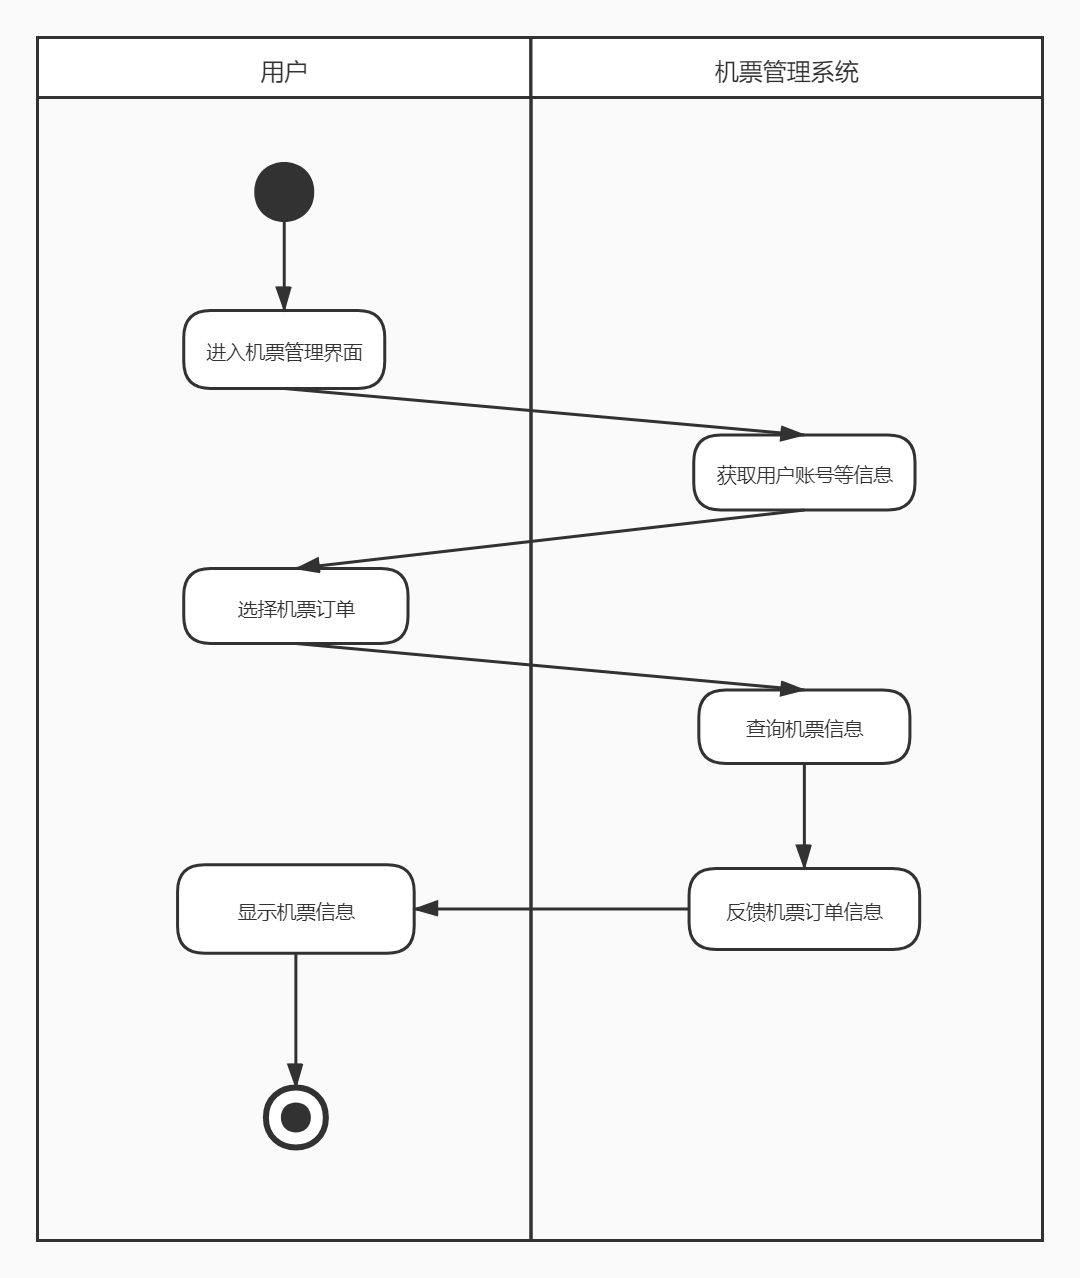 用户
机票管理系统
进入机票管理界面
获取用户账号等信息
选择机票订单
查询机票信息
反馈机票订单信息
显示机票信息